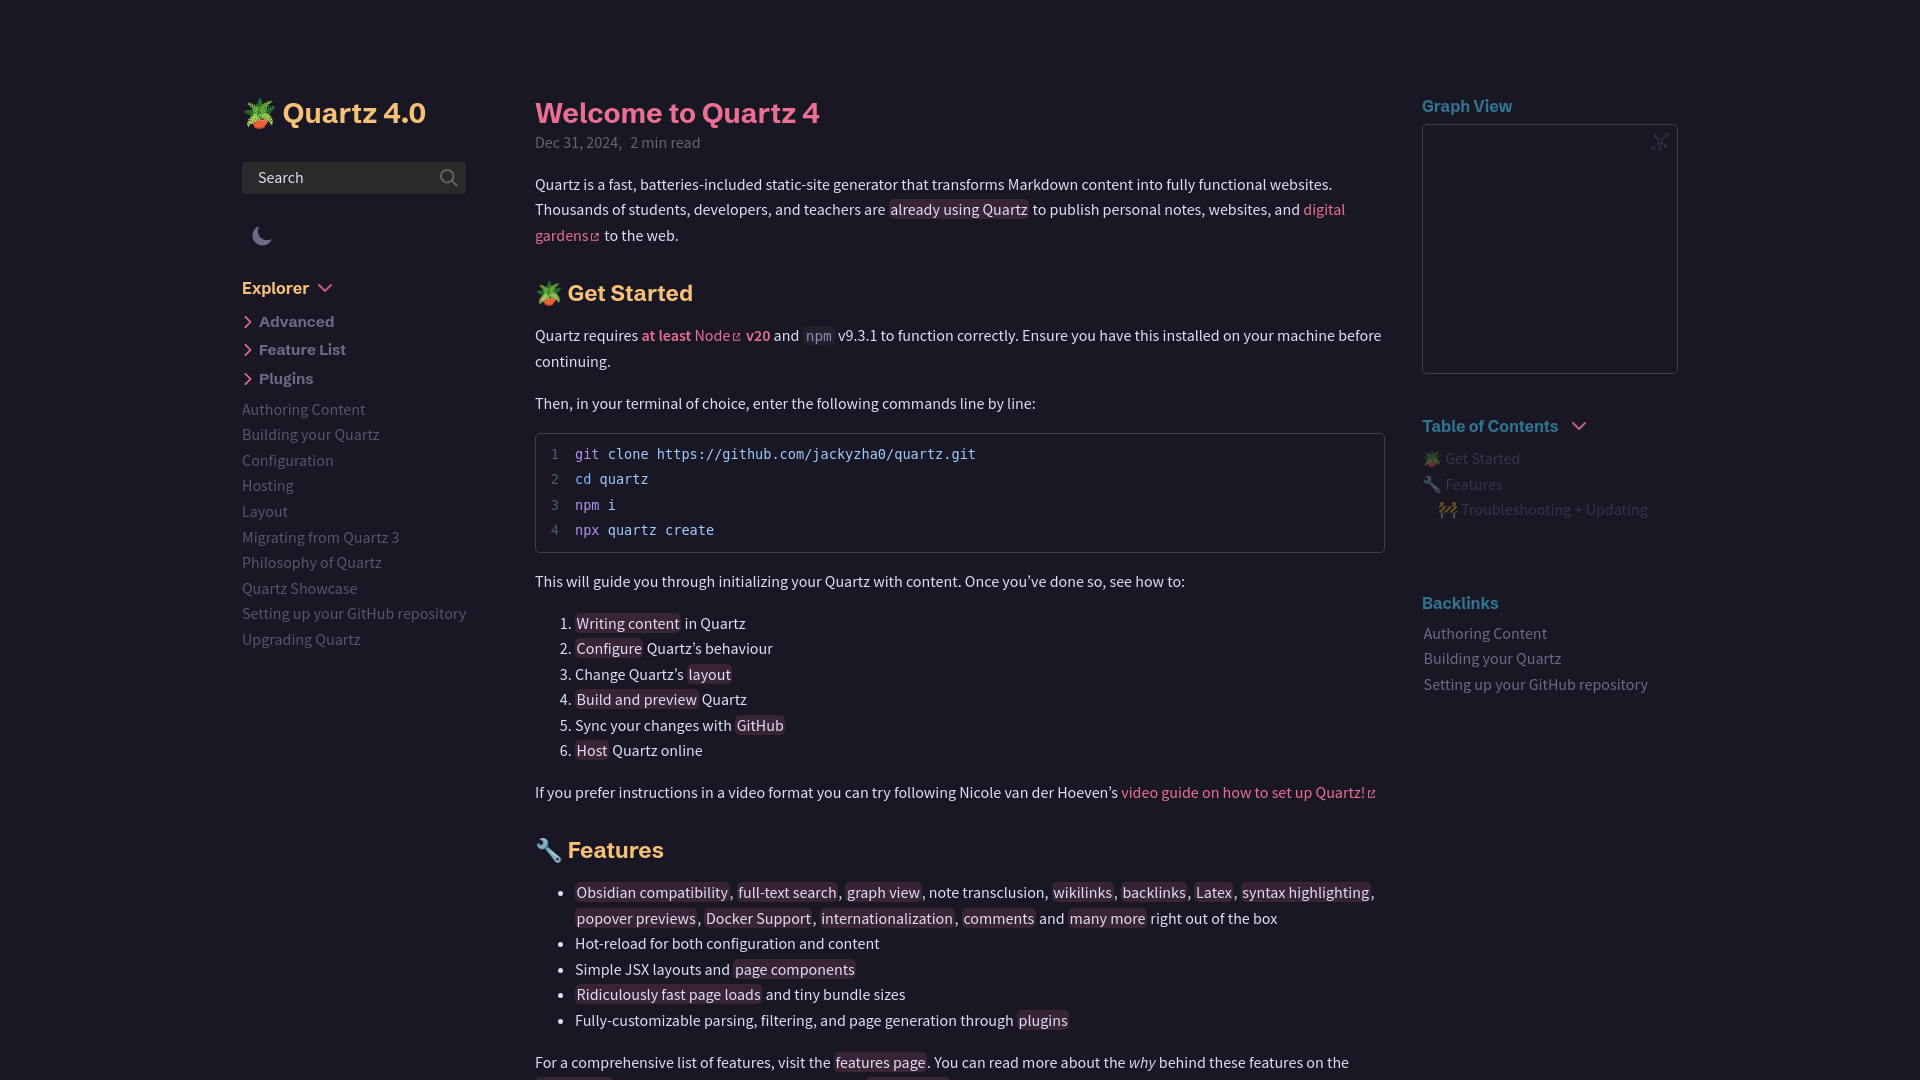 🪴 Quartz 4.0
Search
Explorer
Advanced
Feature List
Plugins
Authoring Content
Building your Quartz
Configuration
Hosting
Layout
Migrating from Quartz 3
Philosophy of Quartz
Quartz Showcase
Setting up your GitHub repository
Upgrading Quartz
Welcome to Quartz 4
Dec 31, 2024, 2 min read
Quartz is a fast, batteries-included static-site generator that transforms Markdown content into fully functional websites.
Thousands of students, developers, and teachers are already using Quartz to publish personal notes, websites, and digital
gardens to the web.
🪴 Get Started
Quartz requires at least Node v20 and npm v9.3.1 to function correctly. Ensure you have this installed on your machine before
continuing.
Then, in your terminal of choice, enter the following commands line by line:
1 git clone https://github.com/jackyzha0/quartz.git
2 cd quartz
3 npm i
4 npx quartz create
This will guide you through initializing your Quartz with content. Once you’ve done so, see how to:
1. Writing content in Quartz
2. Configure Quartz’s behaviour
3. Change Quartz’s layout
4. Build and preview Quartz
5. Sync your changes with GitHub
6. Host Quartz online
If you prefer instructions in a video format you can try following Nicole van der Hoeven’s video guide on how to set up Quartz!
🔧 Features
• Obsidian compatibility, full-text search, graph view, note transclusion, wikilinks, backlinks, Latex, syntax highlighting,
popover previews, Docker Support, internationalization, comments and many more right out of the box
• Hot-reload for both configuration and content
• Simple JSX layouts and page components
• Ridiculously fast page loads and tiny bundle sizes
• Fully-customizable parsing, filtering, and page generation through plugins
For a comprehensive list of features, visit the features page. You can read more about the why behind these features on the
Graph View
Table of Contents
🪴 Get Started
🔧 Features
🚧 Troubleshooting + Updating
Backlinks
Authoring Content
Building your Quartz
Setting up your GitHub repository